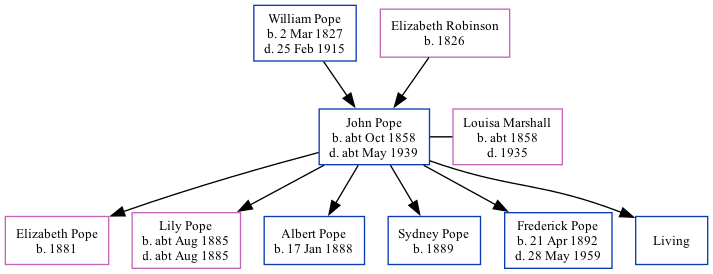 William Pope
b. 2 Mar 1827
d. 25 Feb 1915
Elizabeth Robinson
b. 1826
John Pope
b. abt Oct 1858
d. abt May 1939
Louisa Marshall
b. abt 1858
d. 1935
Elizabeth Pope
b. 1881
Lily Pope
b. abt Aug 1885
d. abt Aug 1885
Albert Pope
b. 17 Jan 1888
Sydney Pope
b. 1889
Frederick Pope
b. 21 Apr 1892
d. 28 May 1959
Living